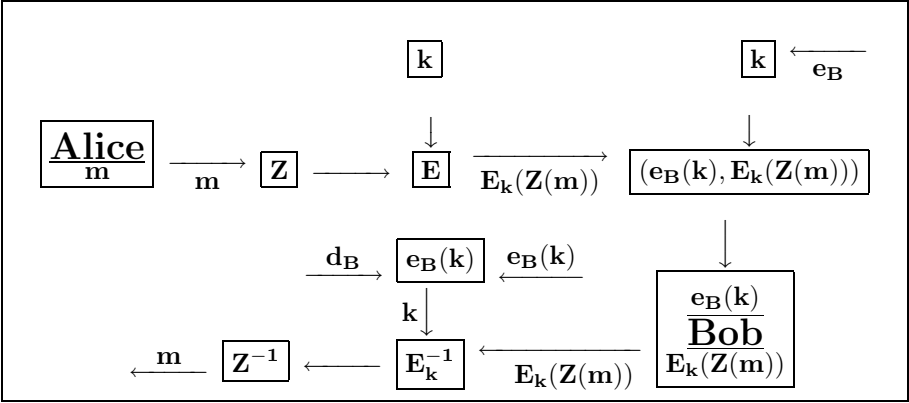 k
k
e_B
Alice
m
m
Z
E
E_k(Z(m))
(e_B(k), E_k(Z(m)))
d_B
e_B(k)
e_B(k)
k
e_B(k)
Bob
E_k(Z(m))
m
Z^{-1}
E_k^{-1}
E_k(Z(m))